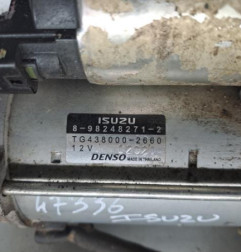 ISUZU
8-98248271-2
TG438000-2660
12V
DENSO MADE IN THAILAND
47336
ISUZU